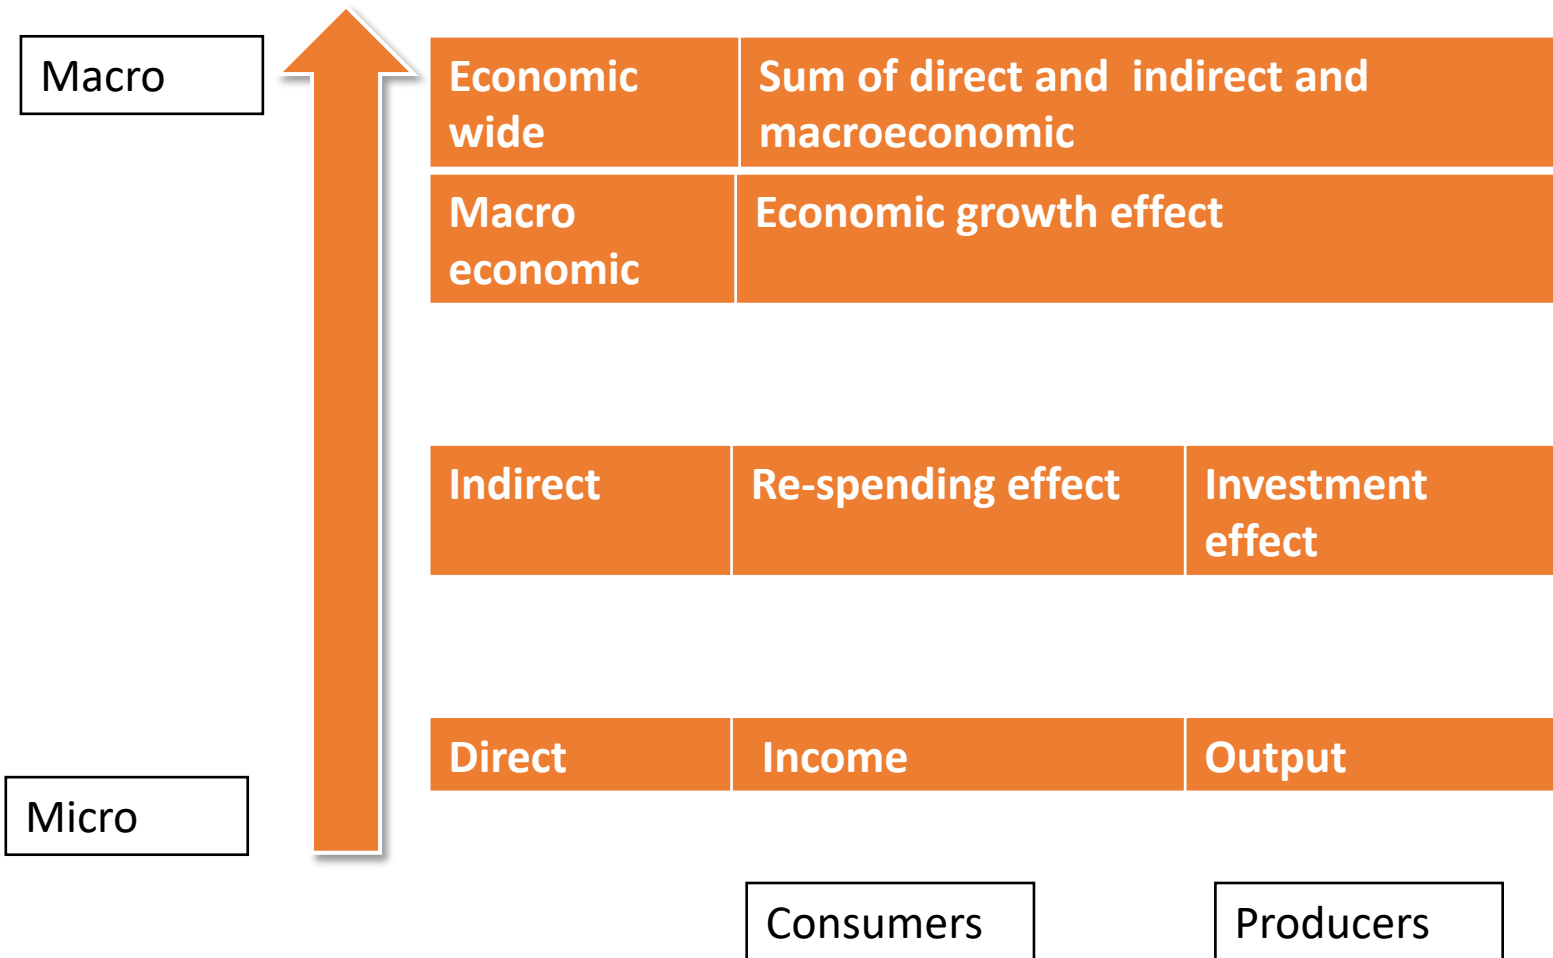 Macro
Economic
wide
Sum of direct and  indirect and
macroeconomic
Macro
economic
Economic growth effect
Indirect
Re-spending effect
Investment
effect
Direct
Income
Output
Micro
Consumers
Producers